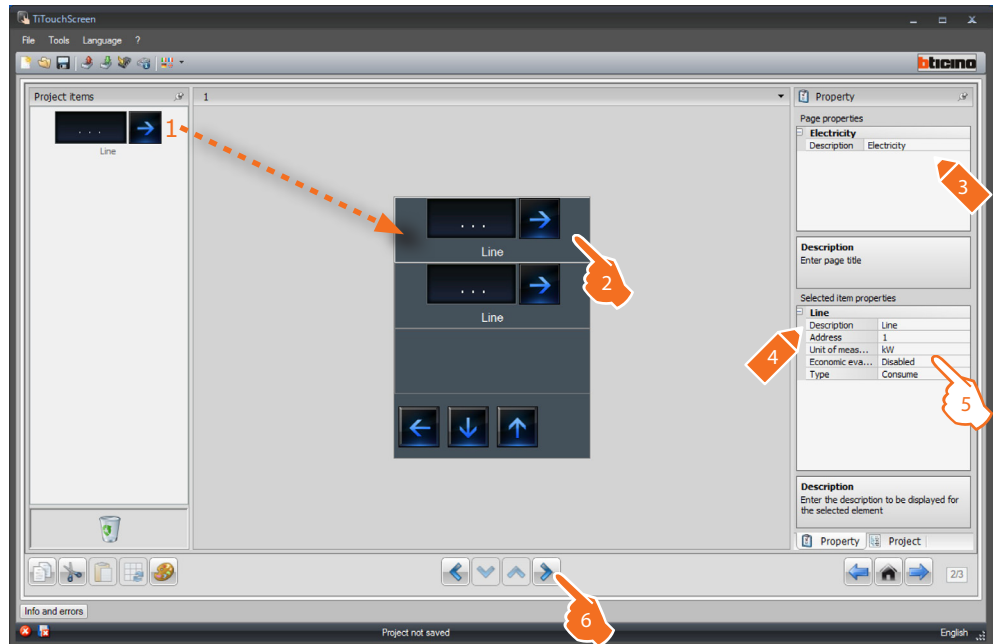 TiTouchScreen
File Tools Language ?
bticino
Project items
1
Property
. . .
1
Line
Page properties
Electricity
Description Electricity
3
. . .
Line
2
Description
Enter page title
. . .
Line
Selected item properties
Line
Description Line
Address 1
Unit of meas... kW
Economic eva... Disabled
Type Consume
4
5
Description
Enter the description to be displayed for
the selected element
Property Project
2/3
6
Info and errors
Project not saved
English